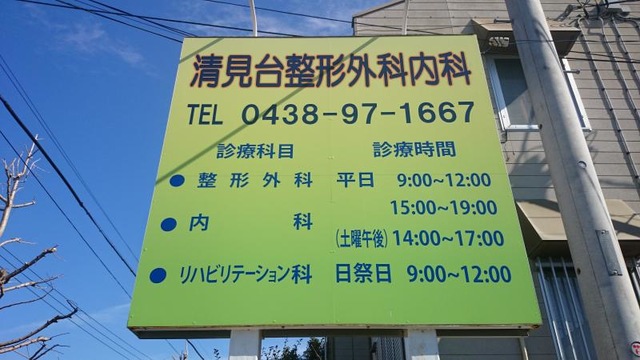 清見台整形外科内科
TEL 0438-97-1667
診療科目 診療時間
●整形外科 平日 9:00~12:00
15:00~19:00
●内科 (土曜午後) 14:00~17:00
●リハビリテーション科 日祭日 9:00~12:00